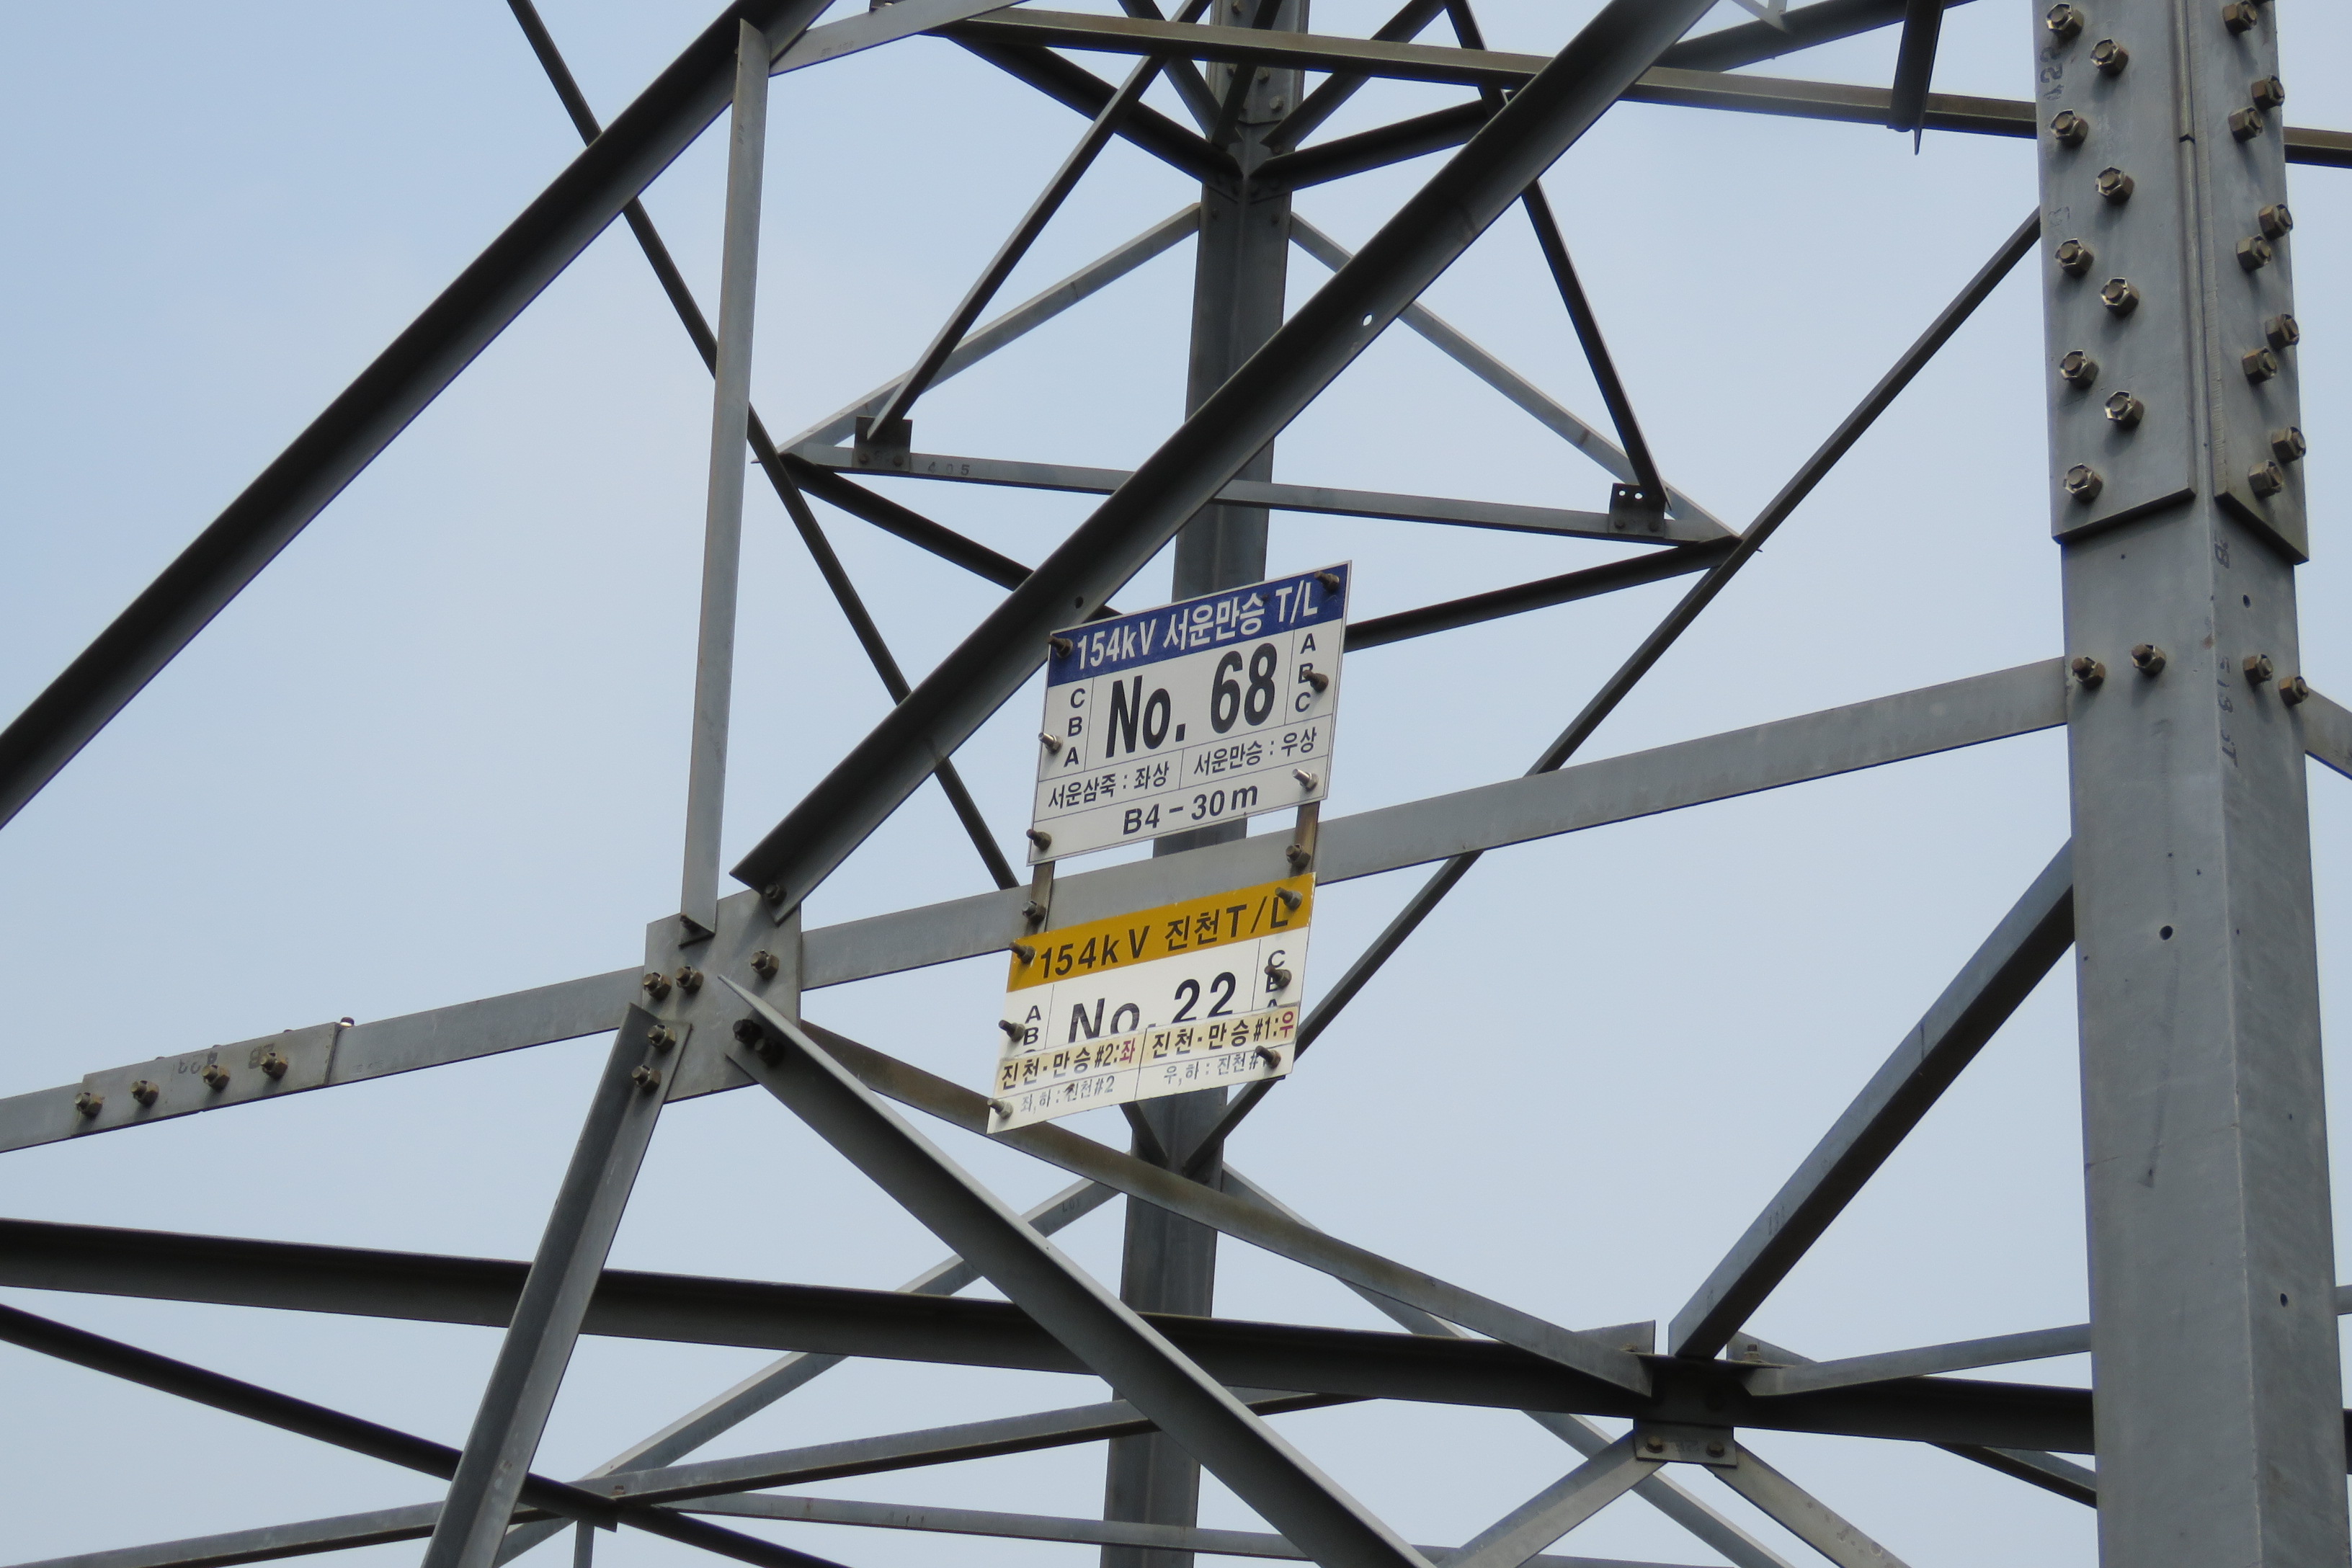 154kV 서운만승 T/L
C
B
A
No. 68
A
B
C
서운삼죽 : 좌상
서운만승 : 우상
B4 - 30m
154kV 진천T/L
A
B
No. 22
C
B
A
진천·만승#2:좌
진천·만승#1:우
좌,하 : 진천#2
우,하 : 진천#
405